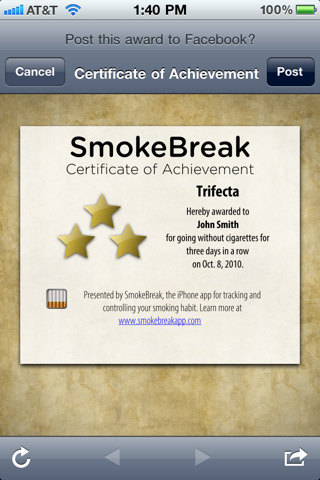 AT&T 1:40 PM 100%
Post this award to Facebook?
Cancel Certificate of Achievement Post
SmokeBreak
Certificate of Achievement
Trifecta
Hereby awarded to
John Smith
for going without cigarettes for
three days in a row
on Oct. 8, 2010.
Presented by SmokeBreak, the iPhone app for tracking and
controlling your smoking habit. Learn more at
www.smokebreakapp.com